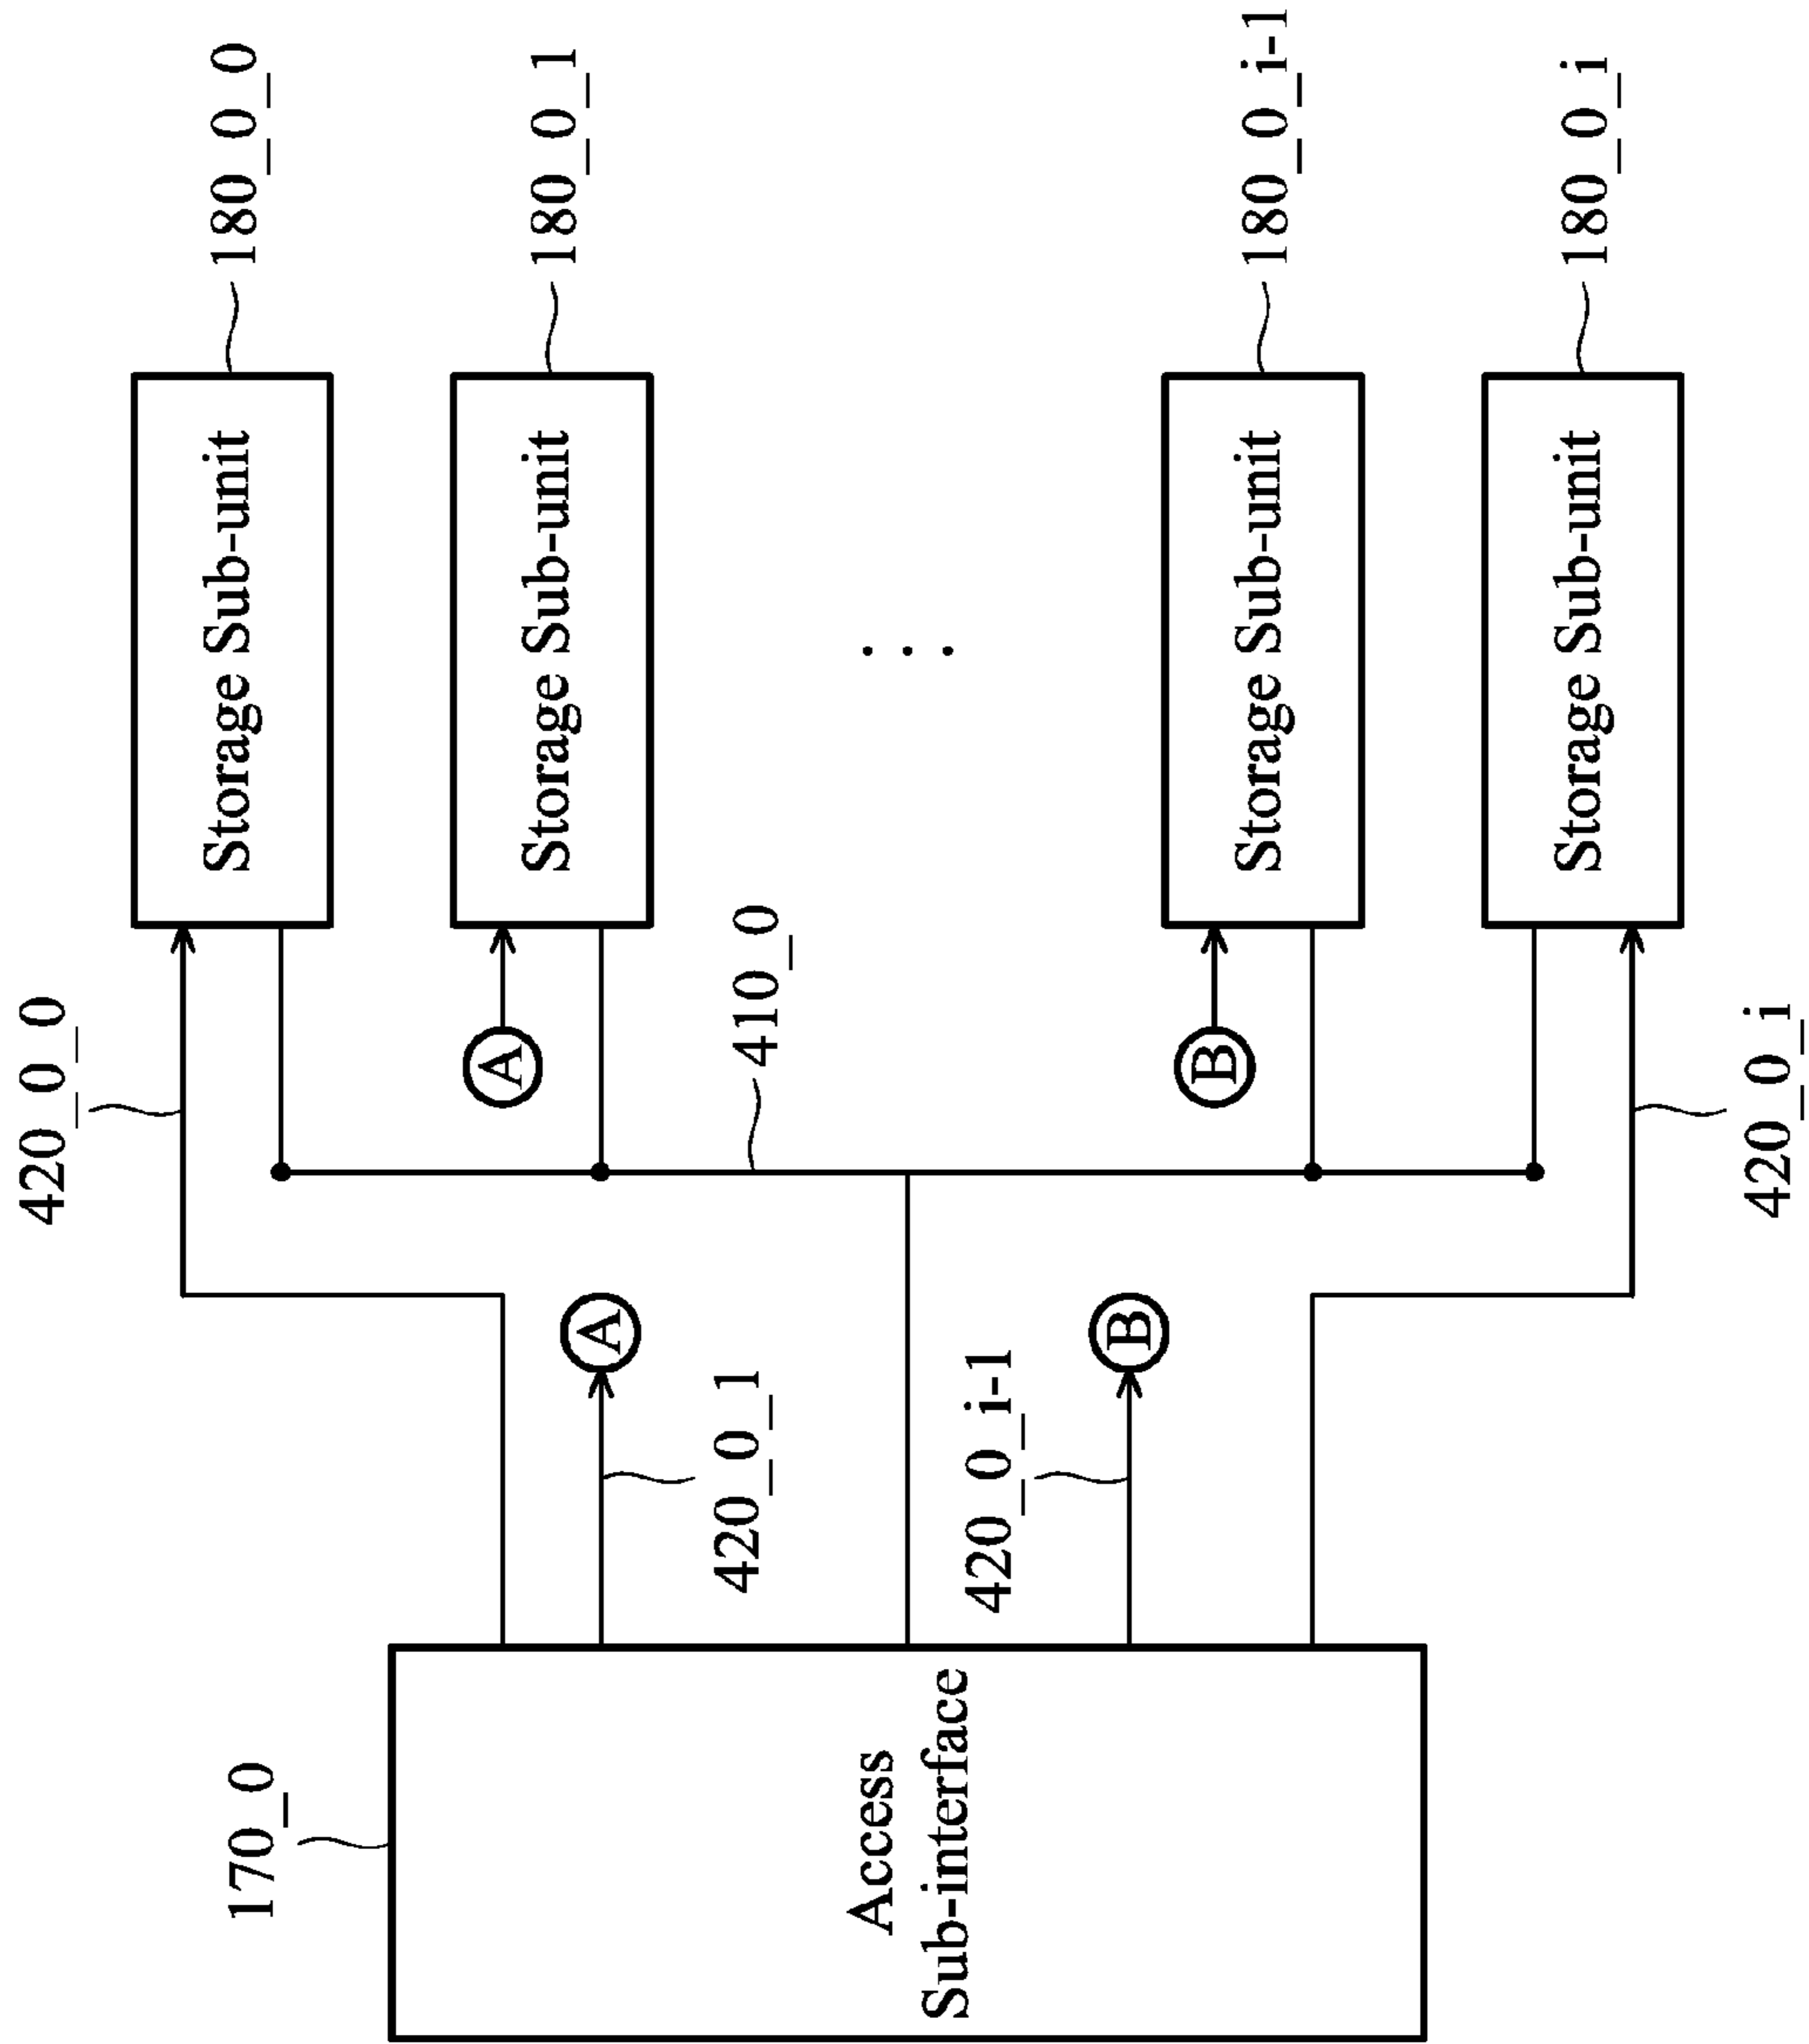 170_0
Access
Sub-interface
420_0_0
420_0_1
A
420_0_i-1
B
420_0_i
410_0
A
B
Storage Sub-unit
180_0_0
Storage Sub-unit
180_0_1
...
Storage Sub-unit
180_0_i-1
Storage Sub-unit
180_0_i